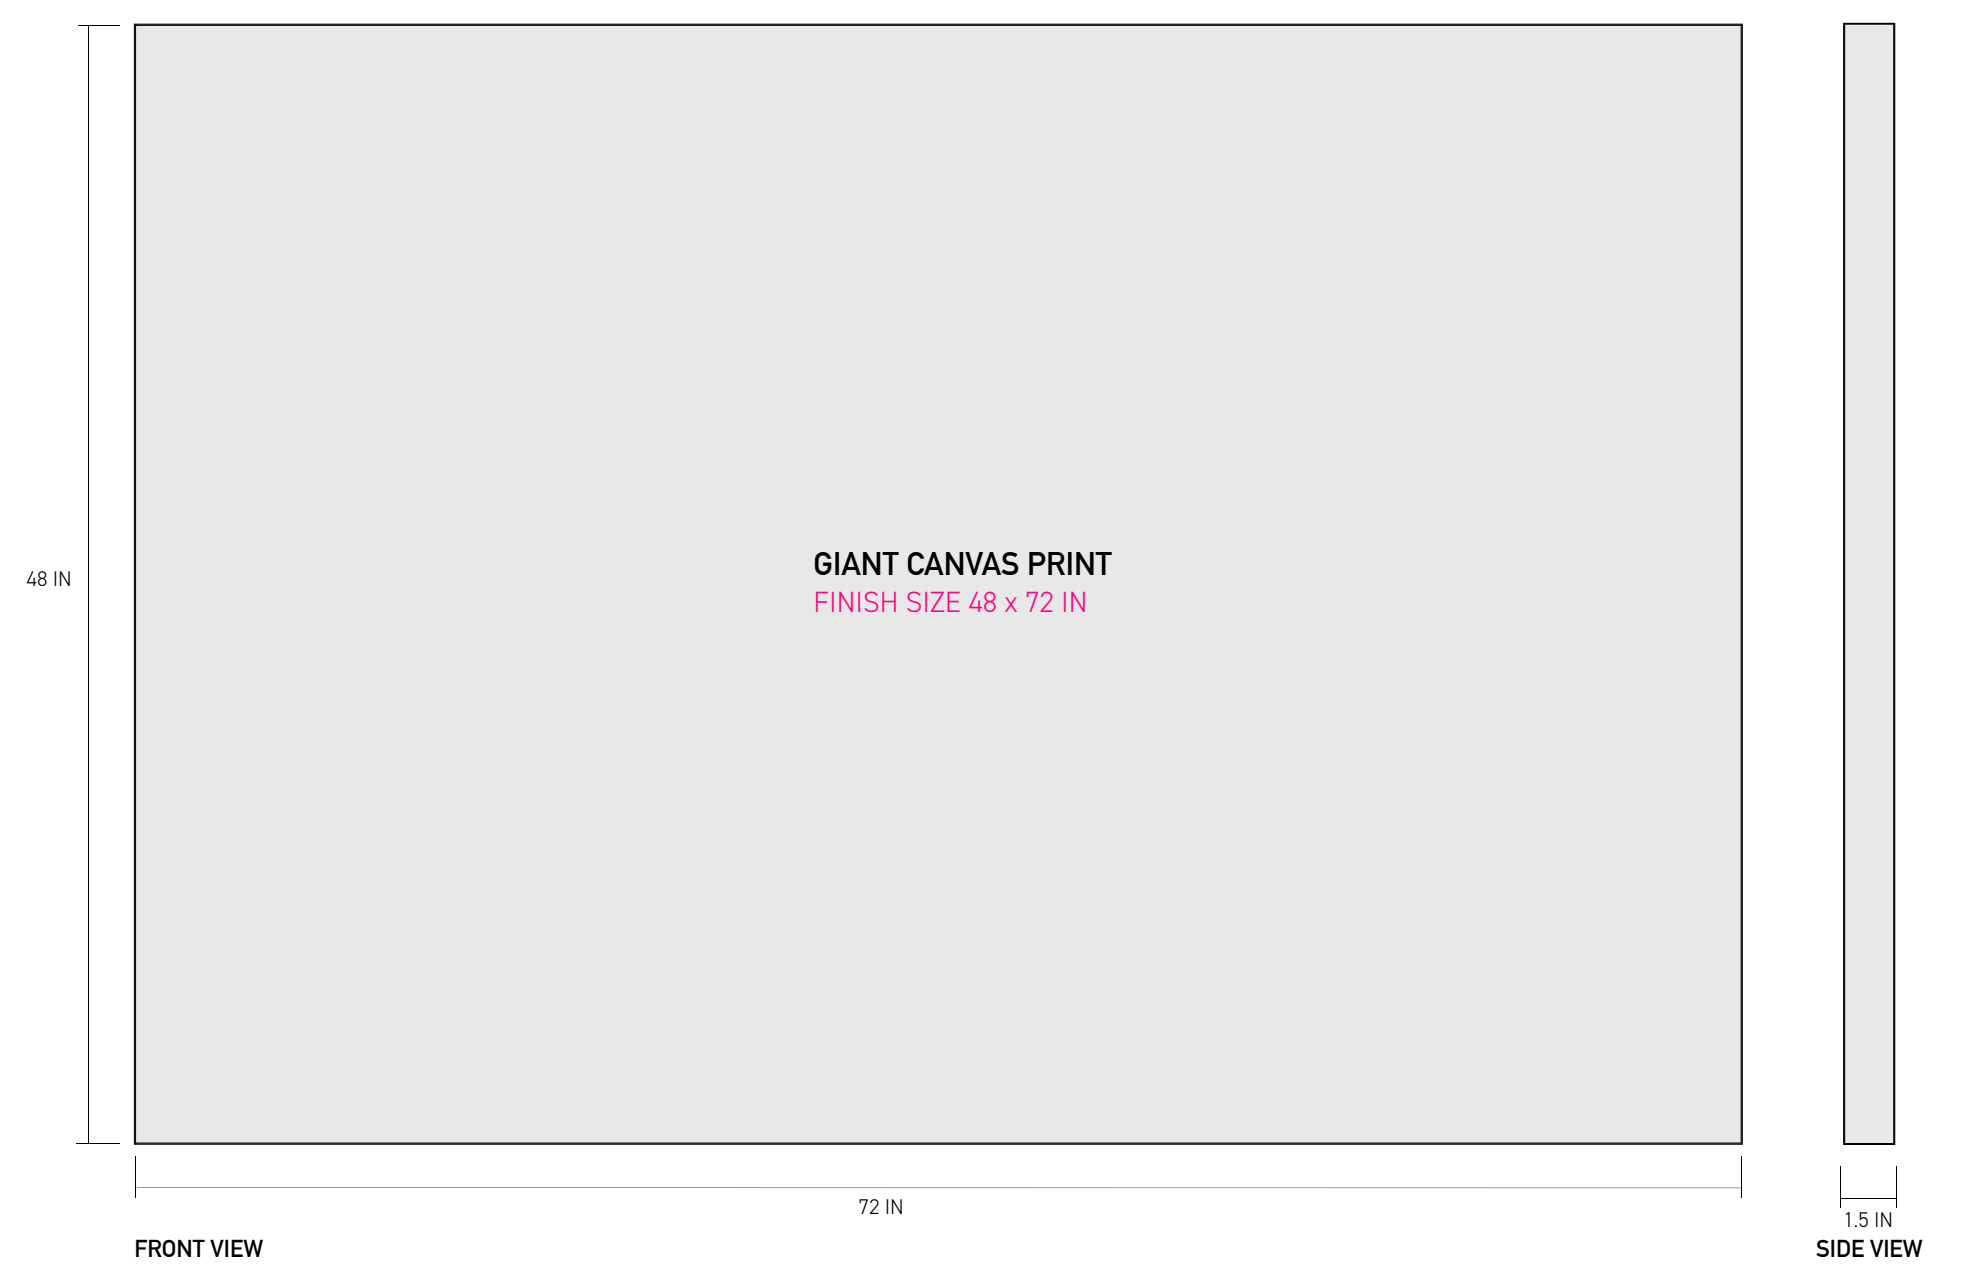 48 IN
GIANT CANVAS PRINT
FINISH SIZE 48 x 72 IN
72 IN
1.5 IN
FRONT VIEW
SIDE VIEW